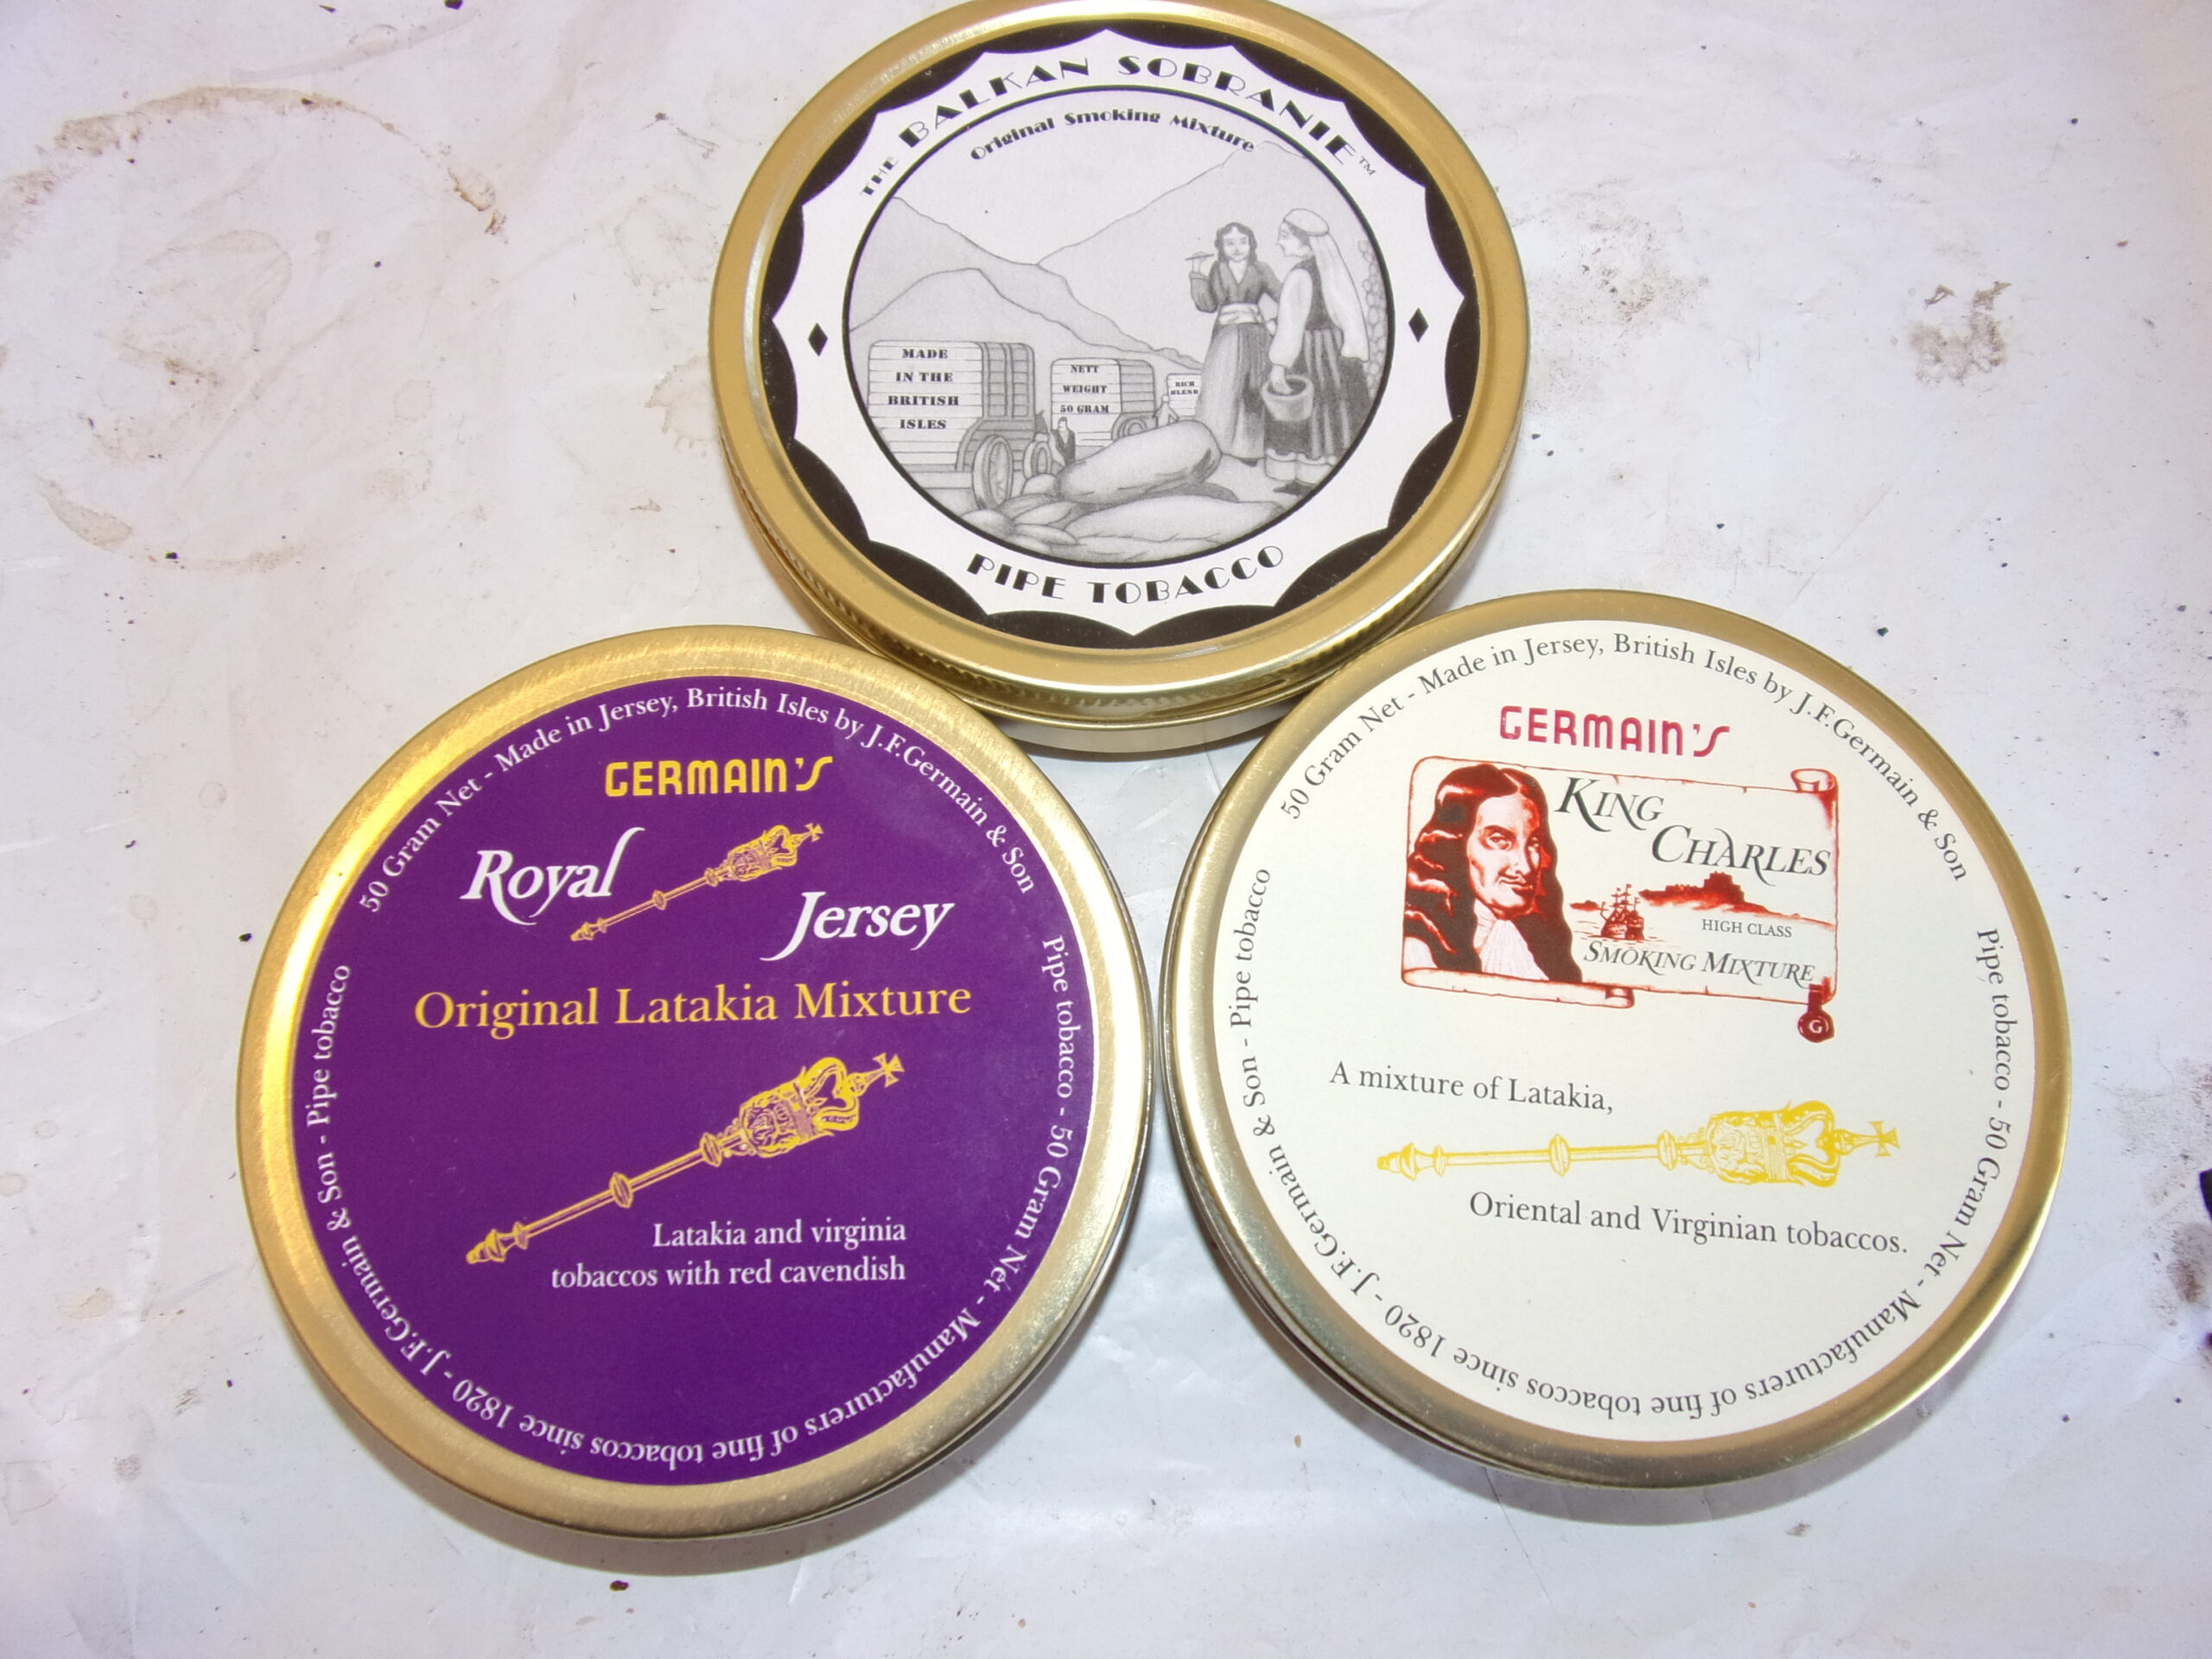 THE BALKAN SOBRANIE™
Original Smoking Mixture
MADE
IN THE
BRITISH
ISLES
NETT
WEIGHT
50 GRAM
RICH
BLEND
PIPE TOBACCO
50 Gram Net - Made in Jersey, British Isles by J.F.Germain & Son
GERMAIN'S
Royal
Jersey
Original Latakia Mixture
Latakia and virginia
tobaccos with red cavendish
Pipe tobacco - 50 Gram Net - Manufacturers of fine tobaccos since 1820 - J.F.Germain & Son - Pipe tobacco
50 Gram Net - Made in Jersey, British Isles by J.F.Germain & Son
GERMAIN'S
KING
CHARLES
HIGH CLASS
SMOKING MIXTURE
G
A mixture of Latakia,
Oriental and Virginian tobaccos.
Pipe tobacco - 50 Gram Net - Manufacturers of fine tobaccos since 1820 - J.F.Germain & Son - Pipe tobacco